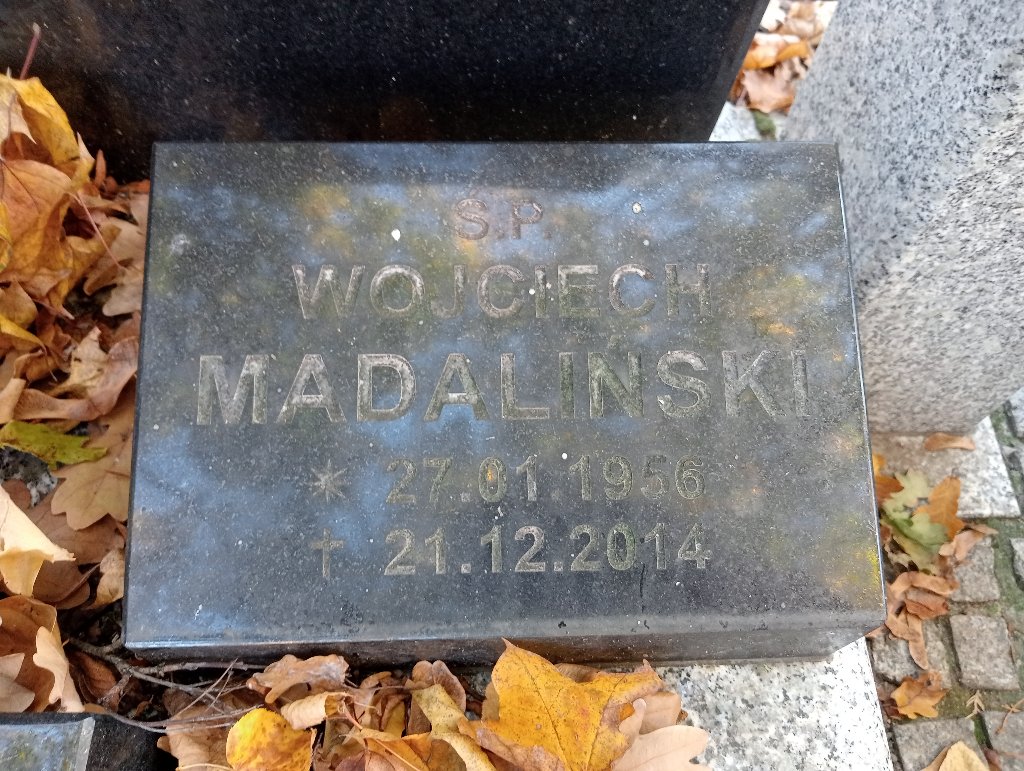 Ś.P.
WOJCIECH
MADALIŃSKI
27.01.1956
21.12.2014